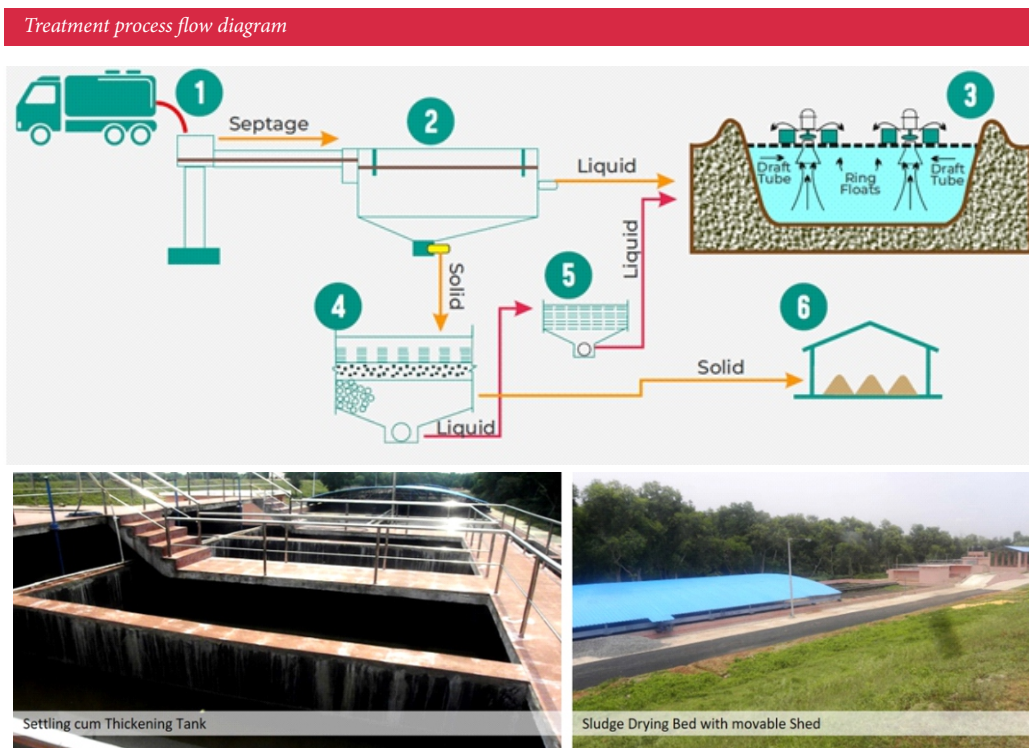 Treatment process flow diagram
1
Septage
2
Liquid
3
Draft
Tube
Ring
Floats
Draft
Tube
Solid
Liquid
4
5
6
Solid
Liquid
Settling cum Thickening Tank
Sludge Drying Bed with movable Shed